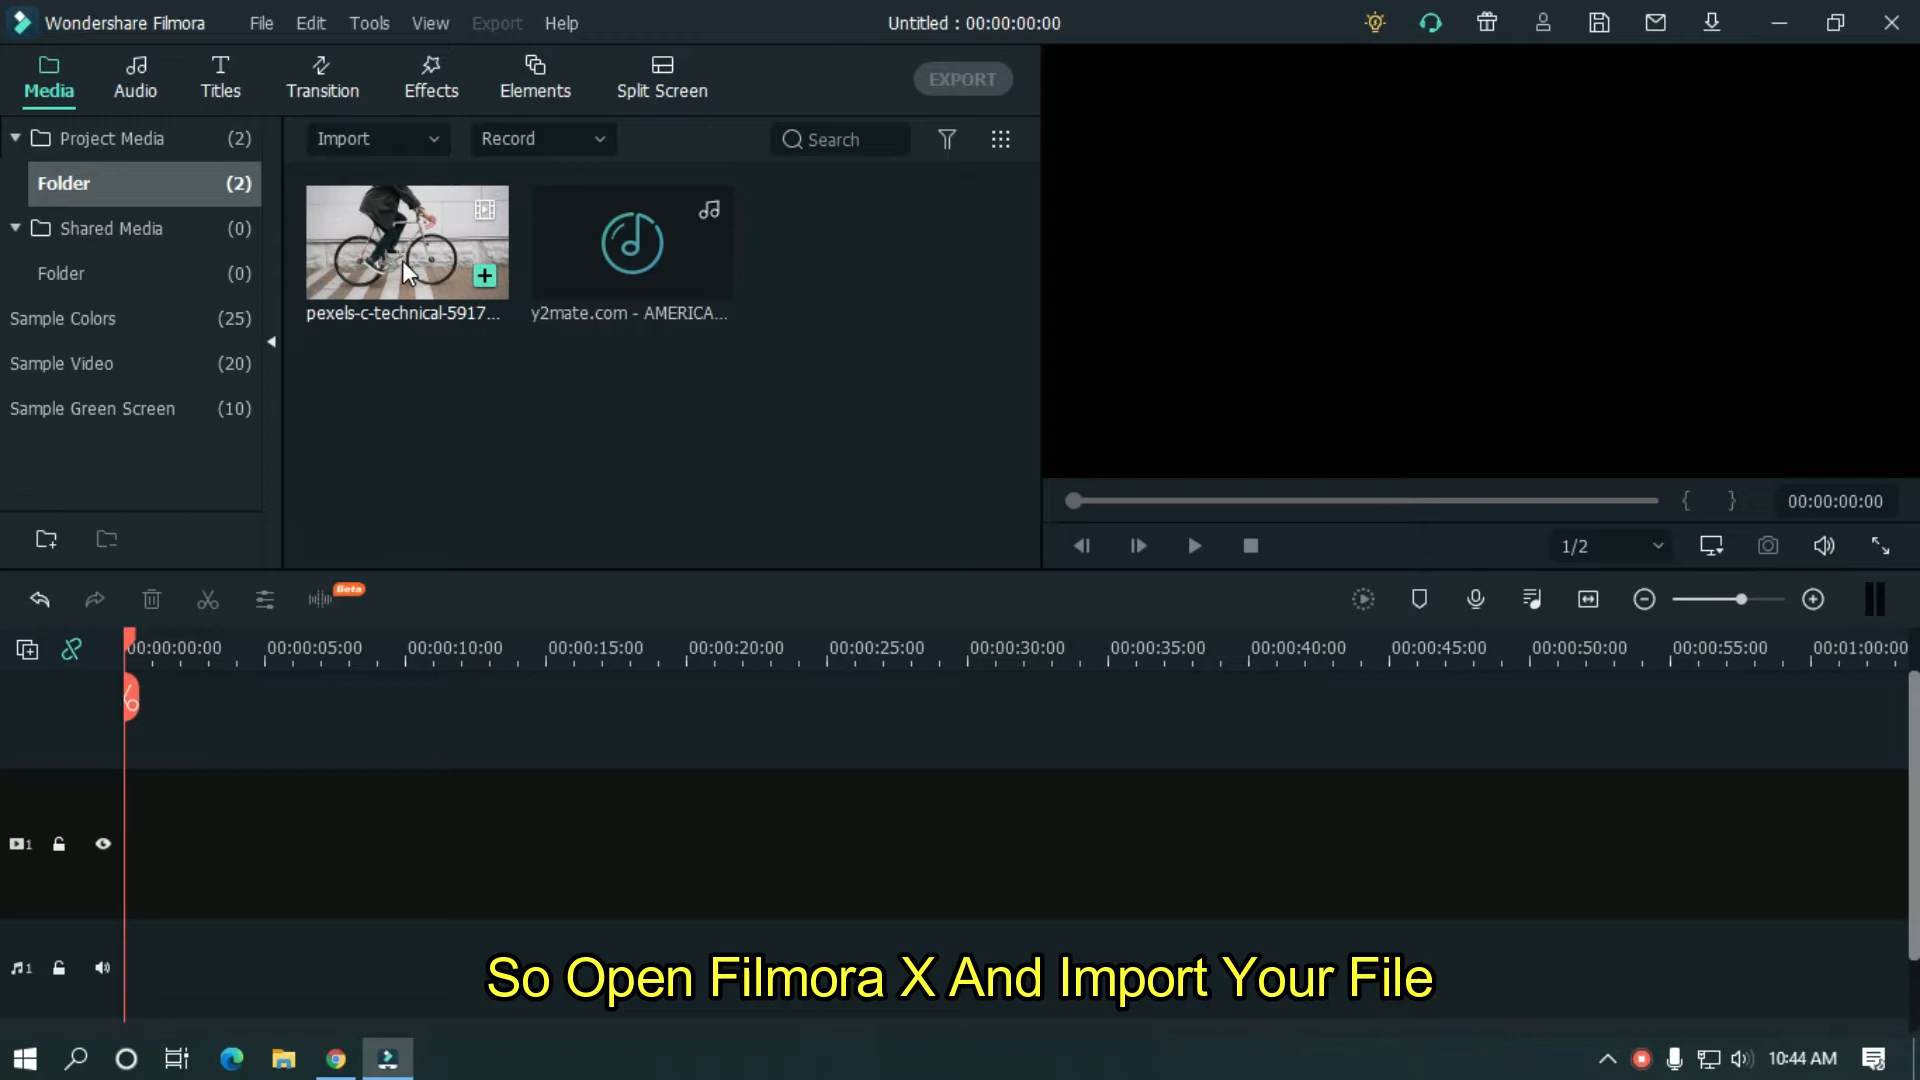 Wondershare Filmora File Edit Tools View Export Help Untitled : 00:00:00:00
Media Audio Titles Transition Effects Elements Split Screen EXPORT
Project Media (2)
Folder (2)
Shared Media (0)
Folder (0)
Sample Colors (25)
Sample Video (20)
Sample Green Screen (10)
Import Record Search
pexels-c-technical-5917... y2mate.com - AMERICA...
{ } 00:00:00:00
1/2
Beta
00:00:00:00 00:00:05:00 00:00:10:00 00:00:15:00 00:00:20:00 00:00:25:00 00:00:30:00 00:00:35:00 00:00:40:00 00:00:45:00 00:00:50:00 00:00:55:00 00:01:00:00
1
1
So Open Filmora X And Import Your File
10:44 AM